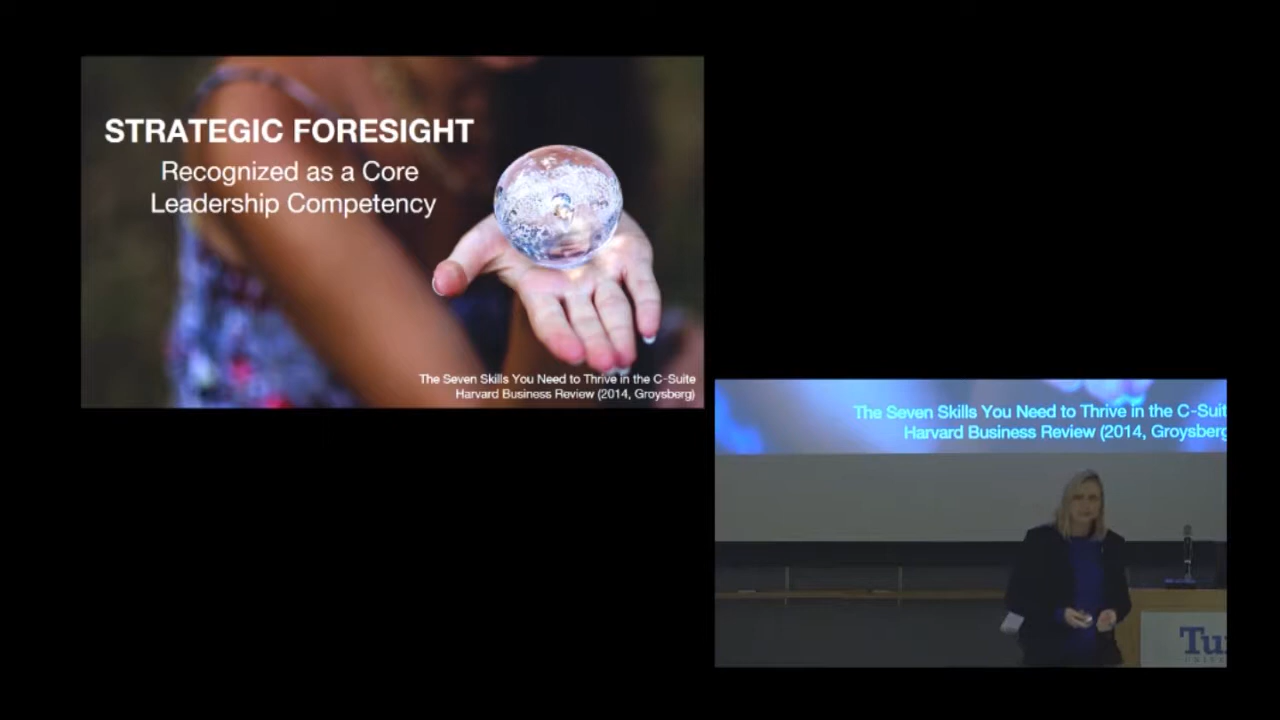 STRATEGIC FORESIGHT
Recognized as a Core
Leadership Competency
The Seven Skills You Need to Thrive in the C-Suite
Harvard Business Review (2014, Groysberg)
The Seven Skills You Need to Thrive in the C-Suit
Harvard Business Review (2014, Groysberg
Tu